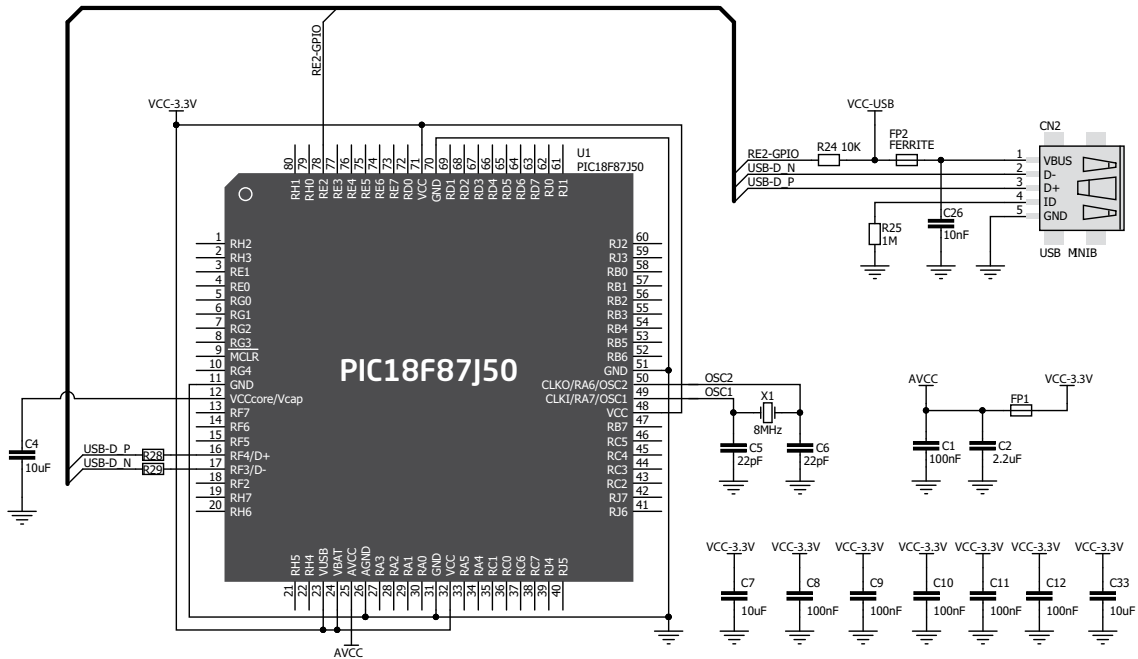 RE2-GPIO
VCC-3.3V
80
79
78
77
76
75
74
73
72
71
70
69
68
67
66
65
64
63
62
61
U1
PIC18F87J50
RH1
RH0
RE2
RE3
RE4
RE5
RE6
RE7
RD0
VCC
GND
RD1
RD2
RD3
RD4
RD5
RD6
RD7
RJ0
RJ1
VCC-USB
CN2
FP2
FERRITE
RE2-GPIO
R24 10K
USB-D_N
USB-D_P
1 VBUS
2 D-
3 D+
4 ID
5 GND
R25
1M
C26
10nF
USB MINIB
1 RH2
2 RH3
3 RE1
4 RE0
5 RG0
6 RG1
7 RG2
8 RG3
9 MCLR
10 RG4
11 GND
12 VCCcore/Vcap
13 RF7
14 RF6
15 RF5
16 RF4/D+
17 RF3/D-
18 RF2
19 RH7
20 RH6
PIC18F87J50
RJ2 60
RJ3 59
RB0 58
RB1 57
RB2 56
RB3 55
RB4 54
RB5 53
RB6 52
GND 51
CLKO/RA6/OSC2 50
CLKI/RA7/OSC1 49
VCC 48
RB7 47
RC5 46
RC4 45
RC3 44
RC2 43
RJ7 42
RJ6 41
C4
10uF
USB-D_P R28
USB-D_N R29
OSC2
OSC1
X1
8MHz
C5
22pF
C6
22pF
AVCC
VCC-3.3V
FP1
C1
100nF
C2
2.2uF
RH5
RH4
VUSB
VBAT
AVCC
AGND
RA3
RA2
RA1
RA0
GND
VCC
RA5
RA4
RC1
RC0
RC6
RC7
RJ4
RJ5
21
22
23
24
25
26
27
28
29
30
31
32
33
34
35
36
37
38
39
40
AVCC
VCC-3.3V
VCC-3.3V
VCC-3.3V
VCC-3.3V
VCC-3.3V
VCC-3.3V
VCC-3.3V
C7
10uF
C8
100nF
C9
100nF
C10
100nF
C11
100nF
C12
100nF
C33
10uF